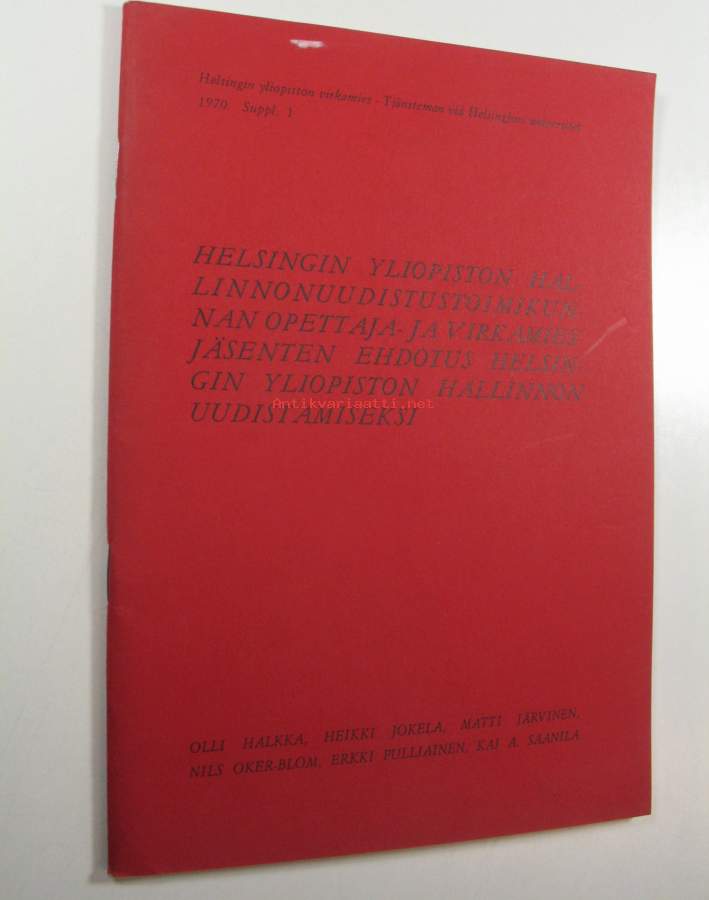 Helsingin yliopiston virkamies - Tjänsteman vid Helsingfors universitet
1970 Suppl. 1
HELSINGIN YLIOPISTON HAL
LINNONUUDISTUSTOIMIKUN
NAN OPETTAJA- JA VIRKAMIES
JÄSENTEN EHDOTUS HELSIN
GIN YLIOPISTON HALLINNON
Antikvariaatti.net
UUDISTAMISEKSI
OLLI HALKKA, HEIKKI JOKELA, MATTI JÄRVINEN,
NILS OKER-BLOM, ERKKI PULLIAINEN, KAI A. SAANILA